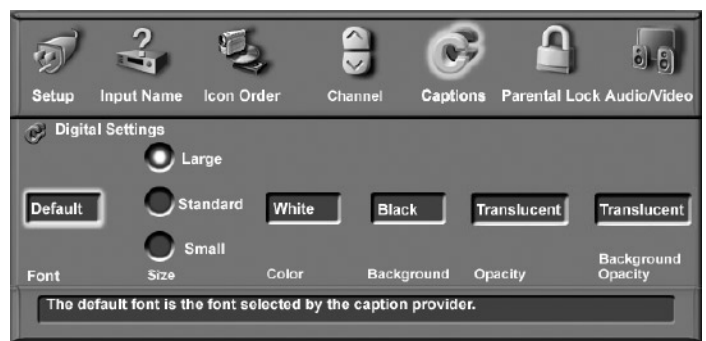 Setup Input Name Icon Order Channel Captions Parental Lock Audio/Video
Digital Settings
Large
Default Standard White Black Translucent Translucent
Small
Font Size Color Background Opacity Background Opacity
The default font is the font selected by the caption provider.